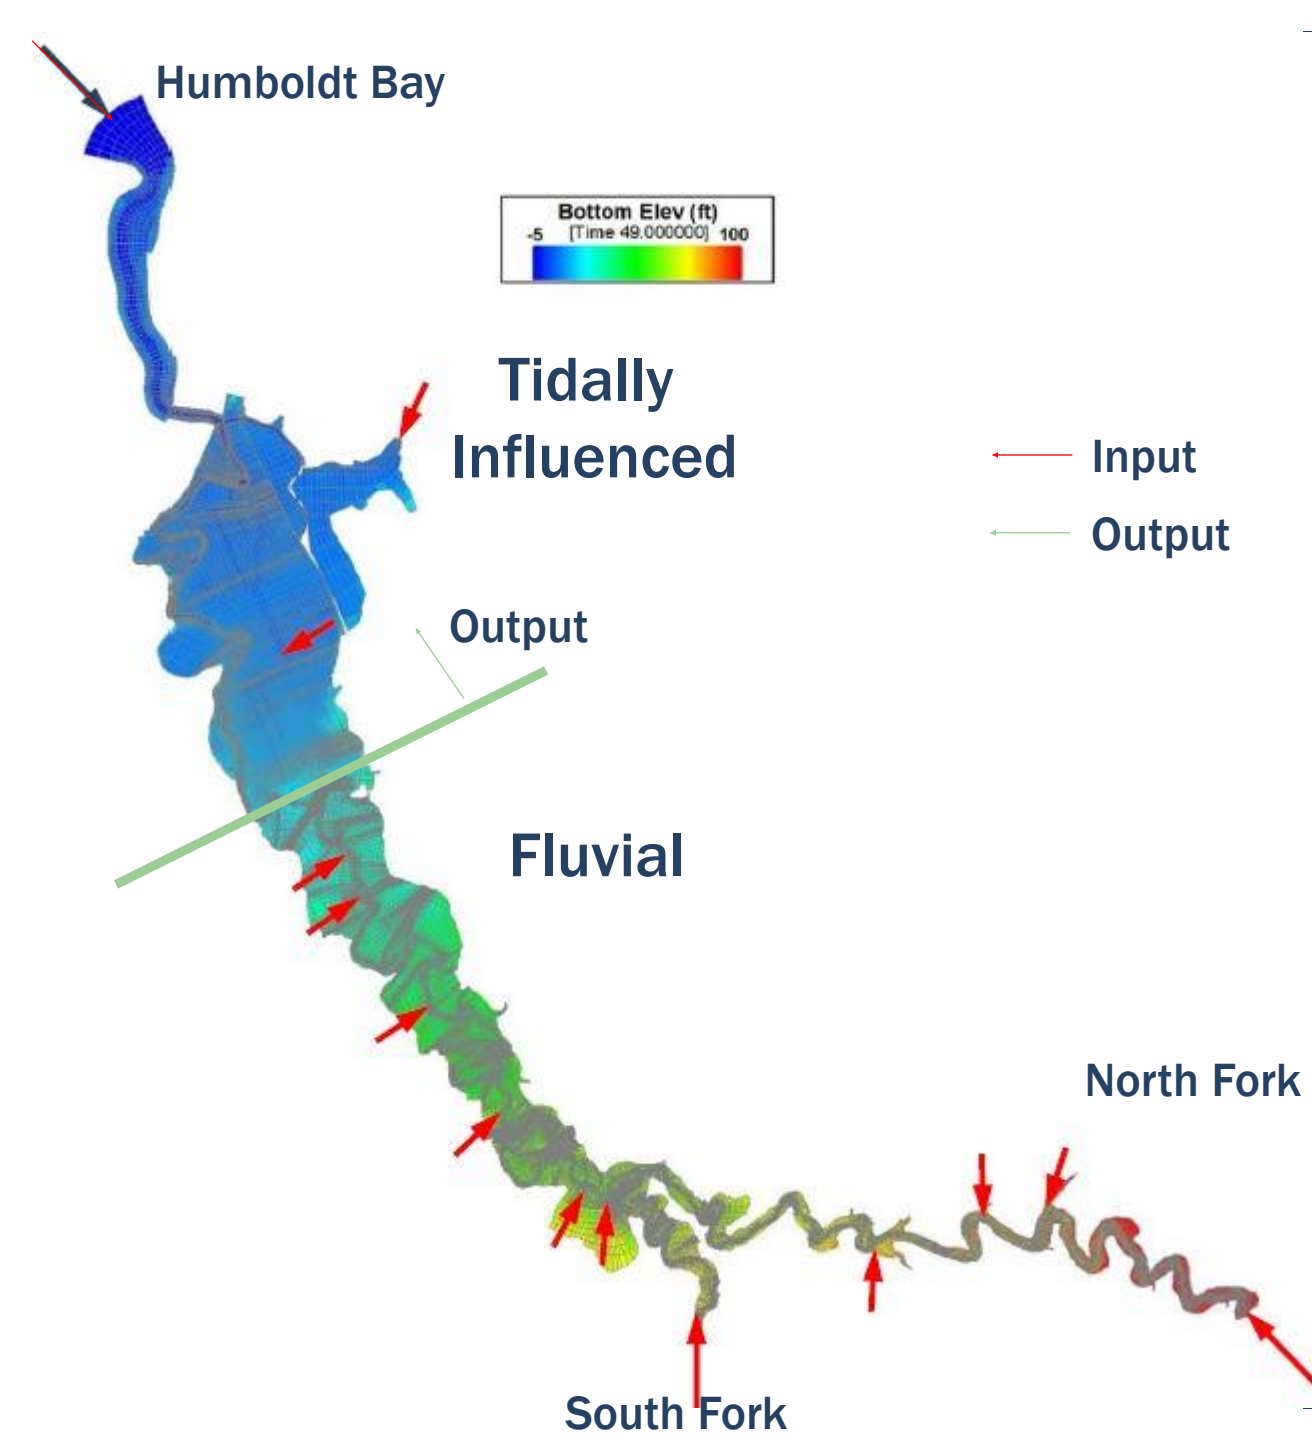 Humboldt Bay
Bottom Elev (ft)
[Time 49.000000]
-5 100
Tidally
Influenced
Input
Output
Output
Fluvial
North Fork
South Fork